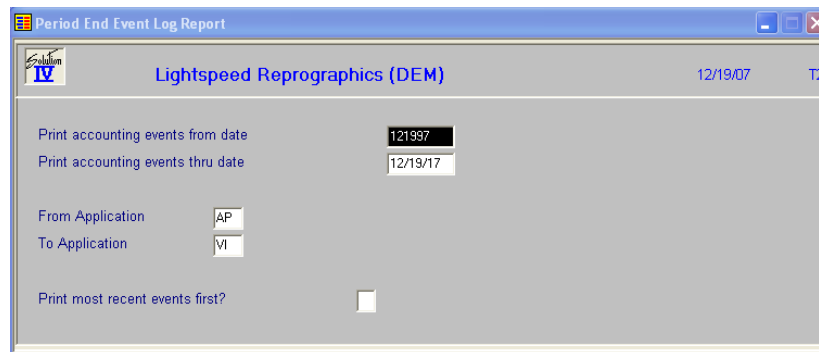 Period End Event Log Report
Solution
IV
Lightspeed Reprographics (DEM) 12/19/07
Print accounting events from date 121997
Print accounting events thru date 12/19/17
From Application AP
To Application VI
Print most recent events first?